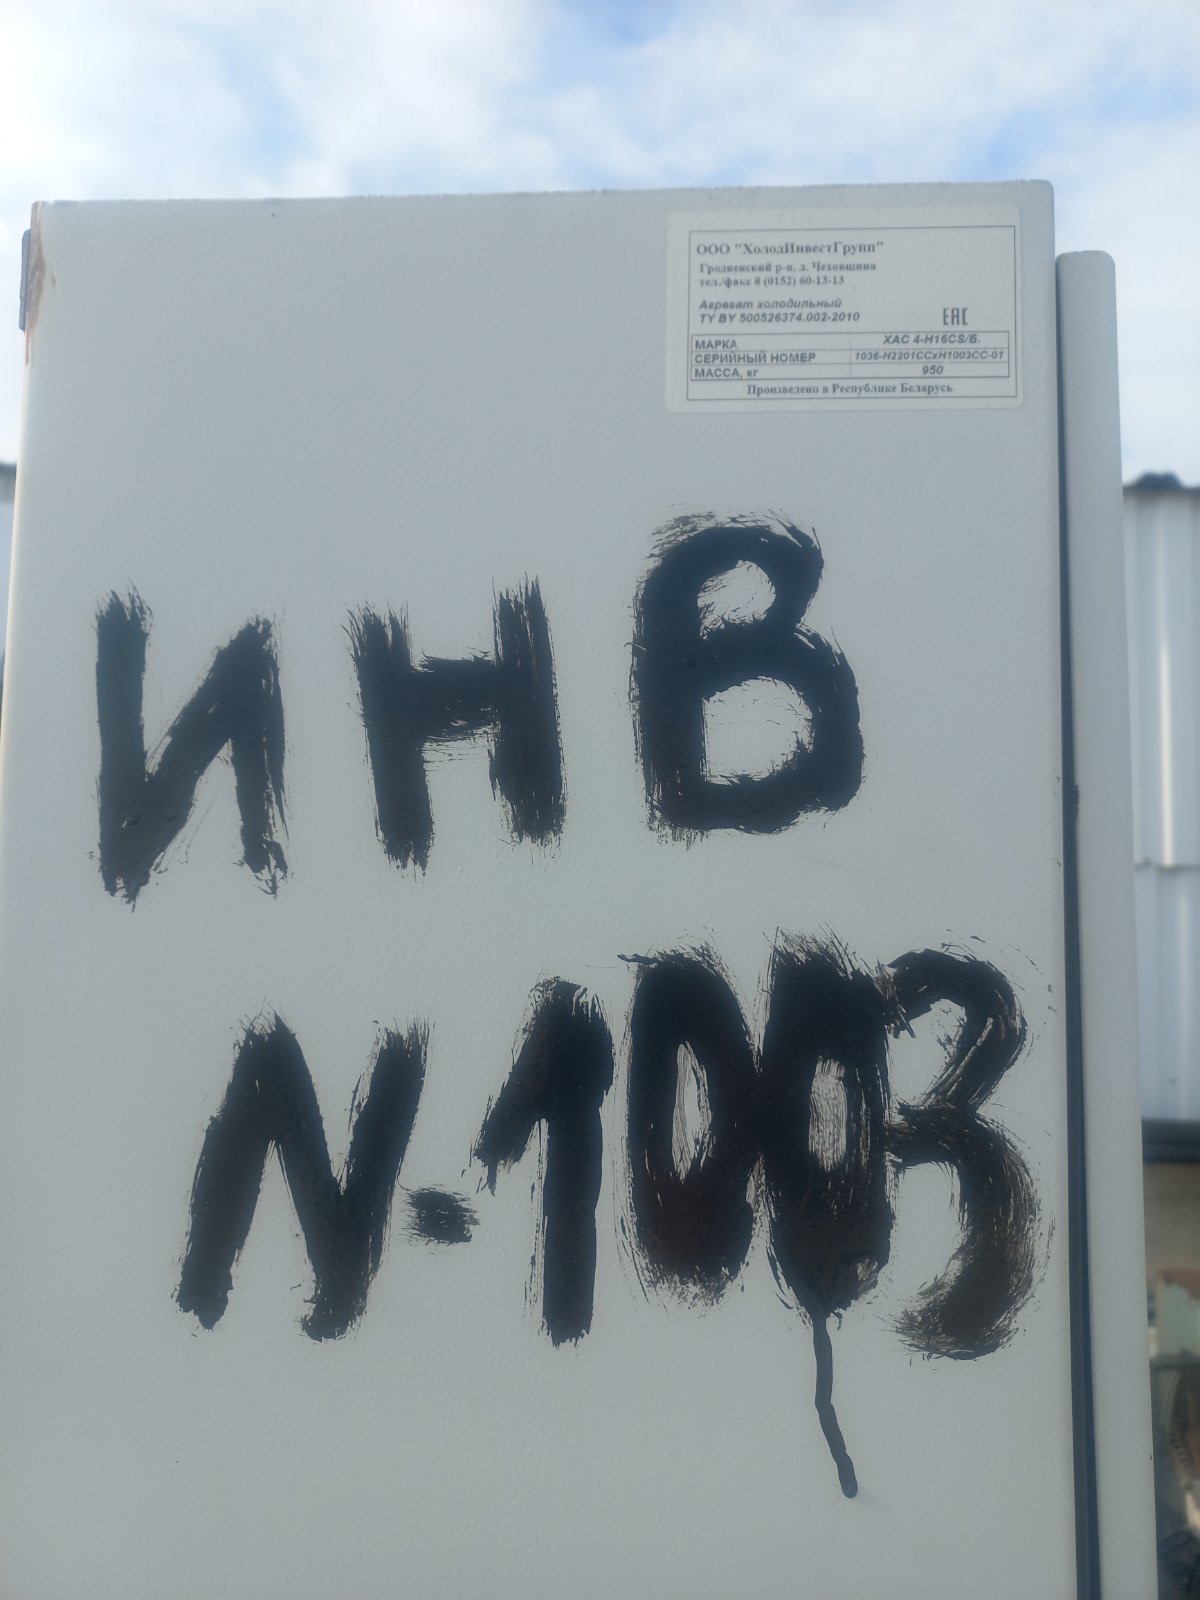 ООО "ХолодИнвестГрупп"
Гродненский р-н, д. Чеховщина
тел./факс 8 (0152) 60-13-13
Агрегат холодильный
ТУ BY 500526374.002-2010
EAC
МАРКА ХАС 4-Н16CS/Б.
СЕРИЙНЫЙ НОМЕР 1036-Н2201ССхН1003СС-01
МАССА, кг 950
Произведено в Республике Беларусь
ИНВ
N-1003